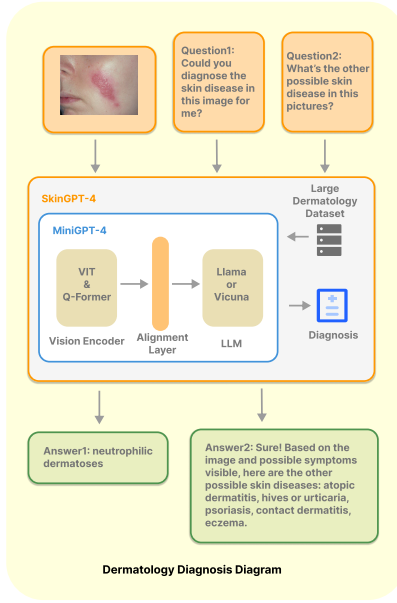 Question1:
Could you
diagnose the
skin disease in
this image for
me?
Question2:
What's the other
possible skin
disease in this
pictures?
SkinGPT-4
Large
Dermatology
Dataset
MiniGPT-4
VIT
&
Q-Former
Llama
or
Vicuna
Vision Encoder
Alignment
Layer
LLM
Diagnosis
Answer1: neutrophilic
dermatoses
Answer2: Sure! Based on the
image and possible symptoms
visible, here are the other
possible skin diseases: atopic
dermatitis, hives or urticaria,
psoriasis, contact dermatitis,
eczema.
Dermatology Diagnosis Diagram